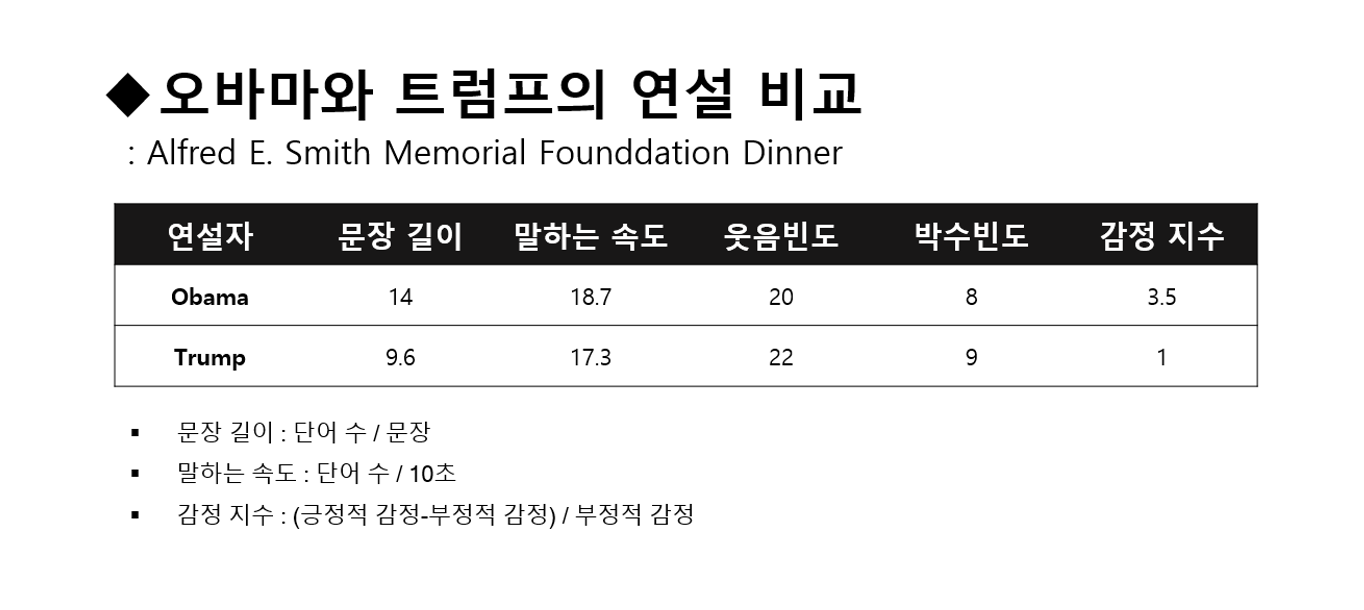 ◆오바마와 트럼프의 연설 비교
: Alfred E. Smith Memorial Founddation Dinner
연설자 문장 길이 말하는 속도 웃음빈도 박수빈도 감정 지수
Obama 14 18.7 20 8 3.5
Trump 9.6 17.3 22 9 1
▪ 문장 길이 : 단어 수 / 문장
▪ 말하는 속도 : 단어 수 / 10초
▪ 감정 지수 : (긍정적 감정-부정적 감정) / 부정적 감정